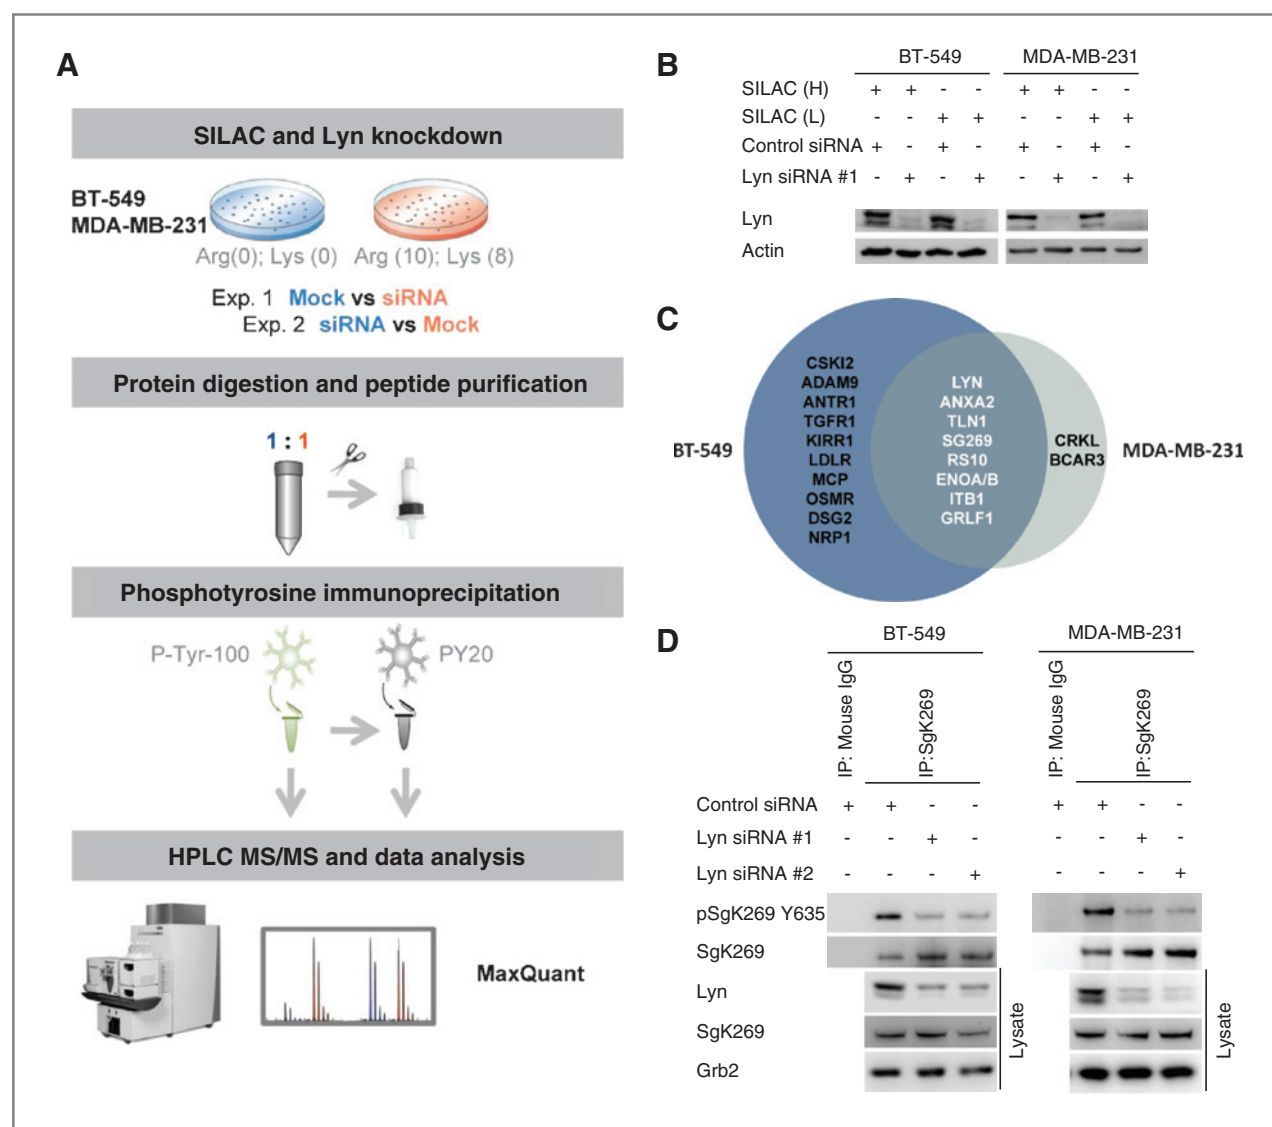 A
SILAC and Lyn knockdown
BT-549
MDA-MB-231
Arg(0); Lys (0) Arg (10); Lys (8)
Exp. 1 Mock vs siRNA
Exp. 2 siRNA vs Mock
Protein digestion and peptide purification
1 : 1
Phosphotyrosine immunoprecipitation
P-Tyr-100
PY20
HPLC MS/MS and data analysis
MaxQuant
B
BT-549 MDA-MB-231
SILAC (H) + + - - + + - -
SILAC (L) - - + + - - + +
Control siRNA + - + - + - + -
Lyn siRNA #1 - + - + - + - +
Lyn
Actin
C
BT-549
CSKI2
ADAM9
ANTR1
TGFR1
KIRR1
LDLR
MCP
OSMR
DSG2
NRP1
LYN
ANXA2
TLN1
SG269
RS10
ENOA/B
ITB1
GRLF1
CRKL
BCAR3
MDA-MB-231
D
BT-549 MDA-MB-231
IP: Mouse IgG
IP:SgK269
IP: Mouse IgG
IP:SgK269
Control siRNA + + - - + + - -
Lyn siRNA #1 - - + - - - + -
Lyn siRNA #2 - - - + - - - +
pSgK269 Y635
SgK269
Lyn
SgK269
Grb2
Lysate
Lysate